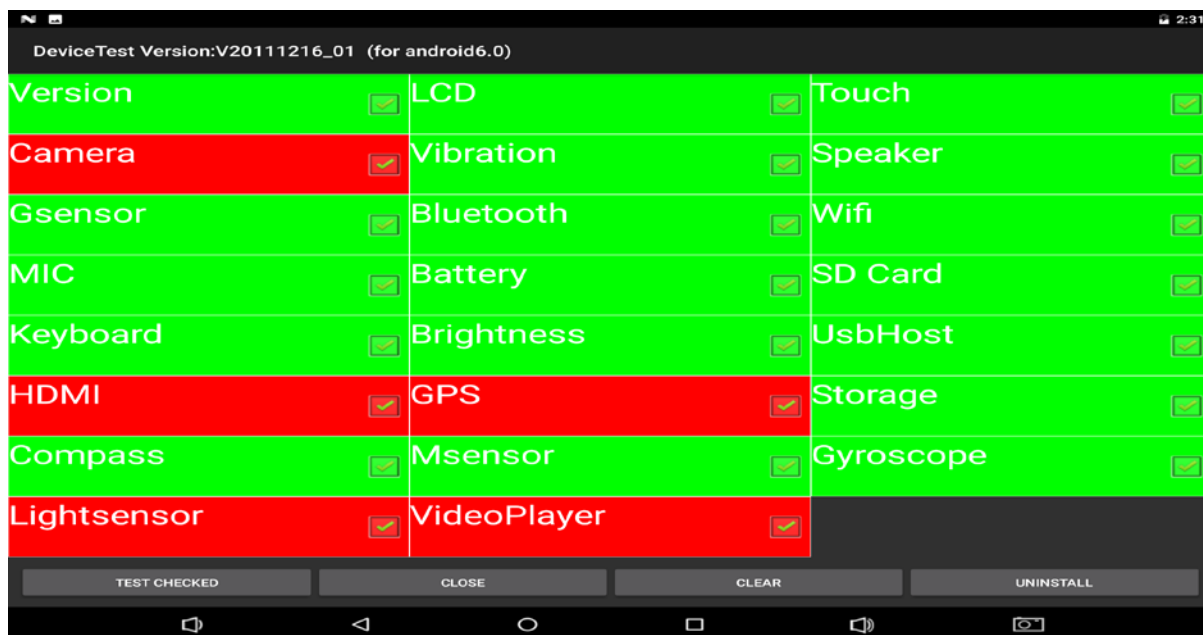 2:31
DeviceTest Version:V20111216_01 (for android6.0)
Version LCD Touch
Camera Vibration Speaker
Gsensor Bluetooth Wifi
MIC Battery SD Card
Keyboard Brightness UsbHost
HDMI GPS Storage
Compass Msensor Gyroscope
Lightsensor VideoPlayer
TEST CHECKED CLOSE CLEAR UNINSTALL